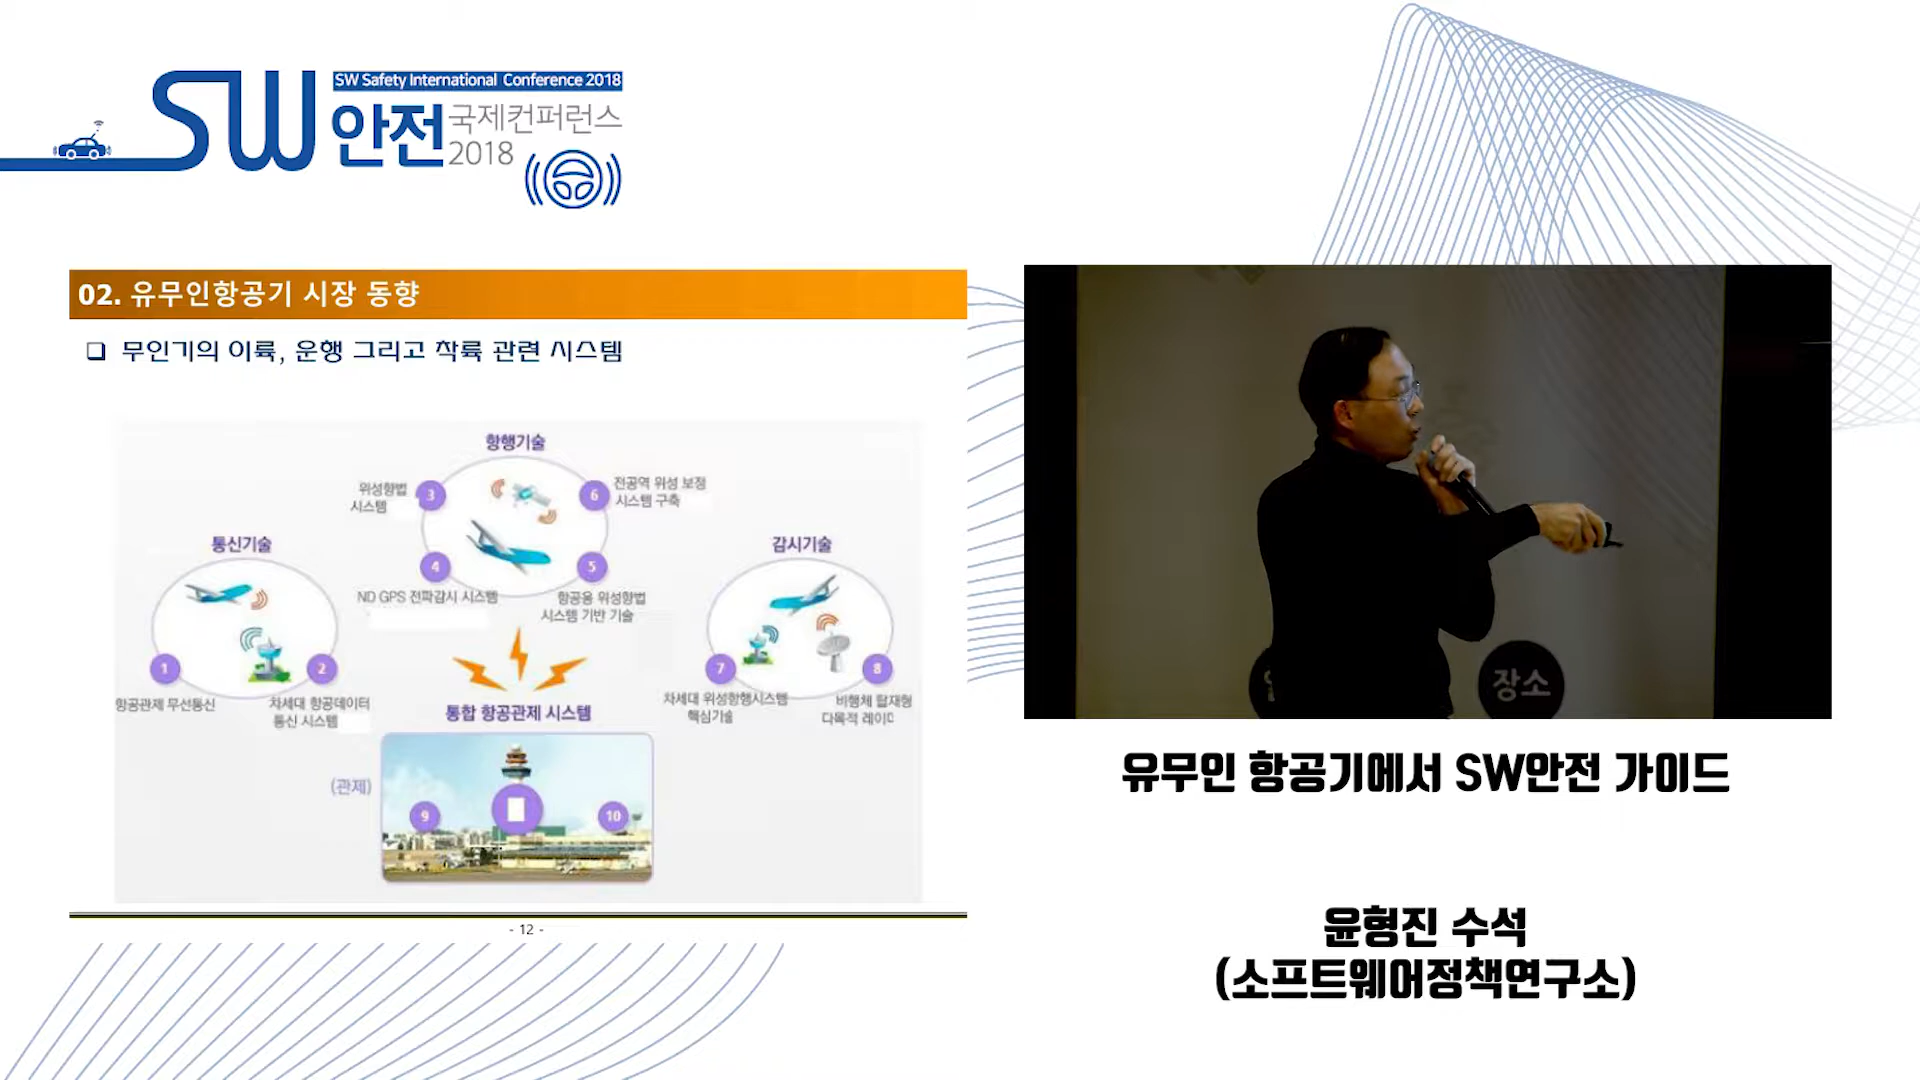 SW Safety International Conference 2018
SW 안전 국제컨퍼런스
2018
02. 유무인항공기 시장 동향
❑ 무인기의 이륙, 운행 그리고 착륙 관련 시스템
항행기술
위성항법
시스템
3
6
전공역 위성 보정
시스템 구축
4
5
ND GPS 전파감시 시스템
항공용 위성항법
시스템 기반 기술
통신기술
1
2
항공관제 무선통신
차세대 항공데이터
통신 시스템
감시기술
7
8
차세대 위성항행시스템
핵심기술
비행체 탑재형
다목적 레이더
통합 항공관제 시스템
(관제)
9
10
- 12 -
장소
유무인 항공기에서 SW안전 가이드
윤형진 수석
(소프트웨어정책연구소)